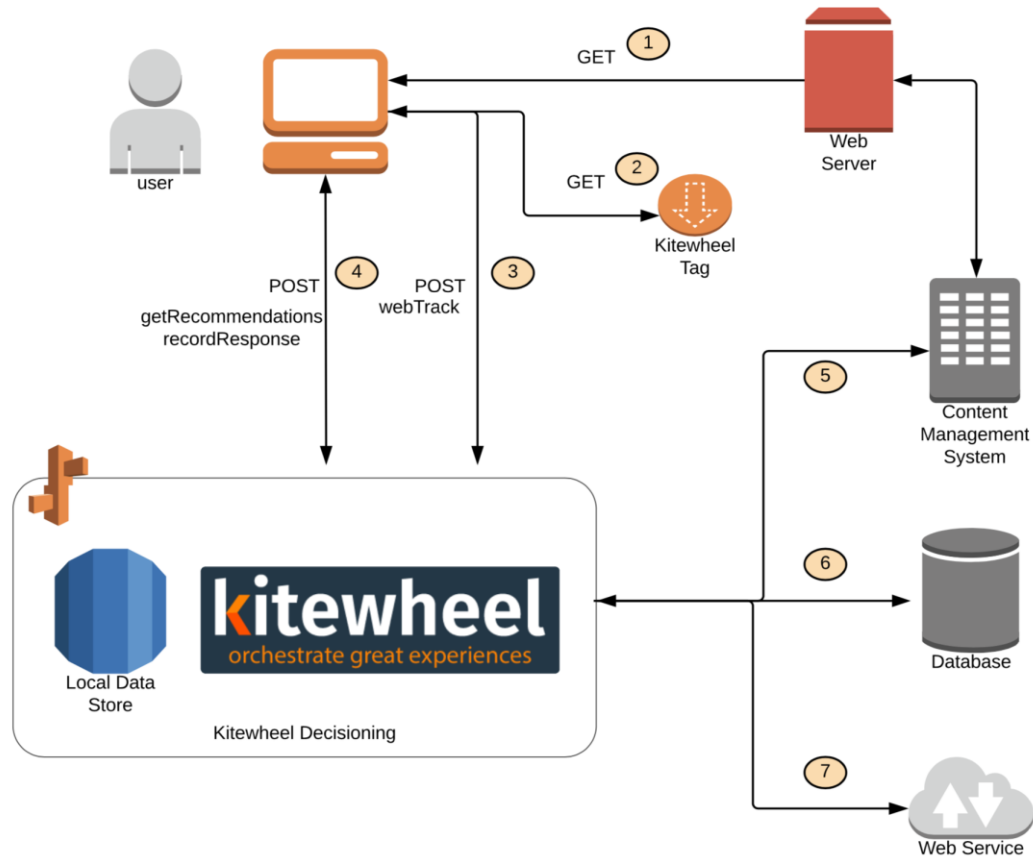 1
GET
Web
Server
user
2
GET
Kitewheel
Tag
4
3
POST
getRecommendations
recordResponse
POST
webTrack
5
Content
Management
System
kitewheel
orchestrate great experiences
Local Data
Store
Kitewheel Decisioning
6
Database
7
Web Service